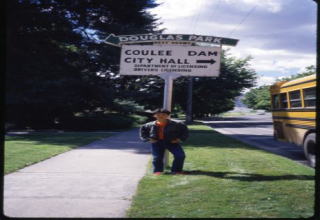 DOUGLAS PARK
COULEE DAM
CITY HALL
DEPARTMENT OF LICENSING
DRIVERS LICENSING